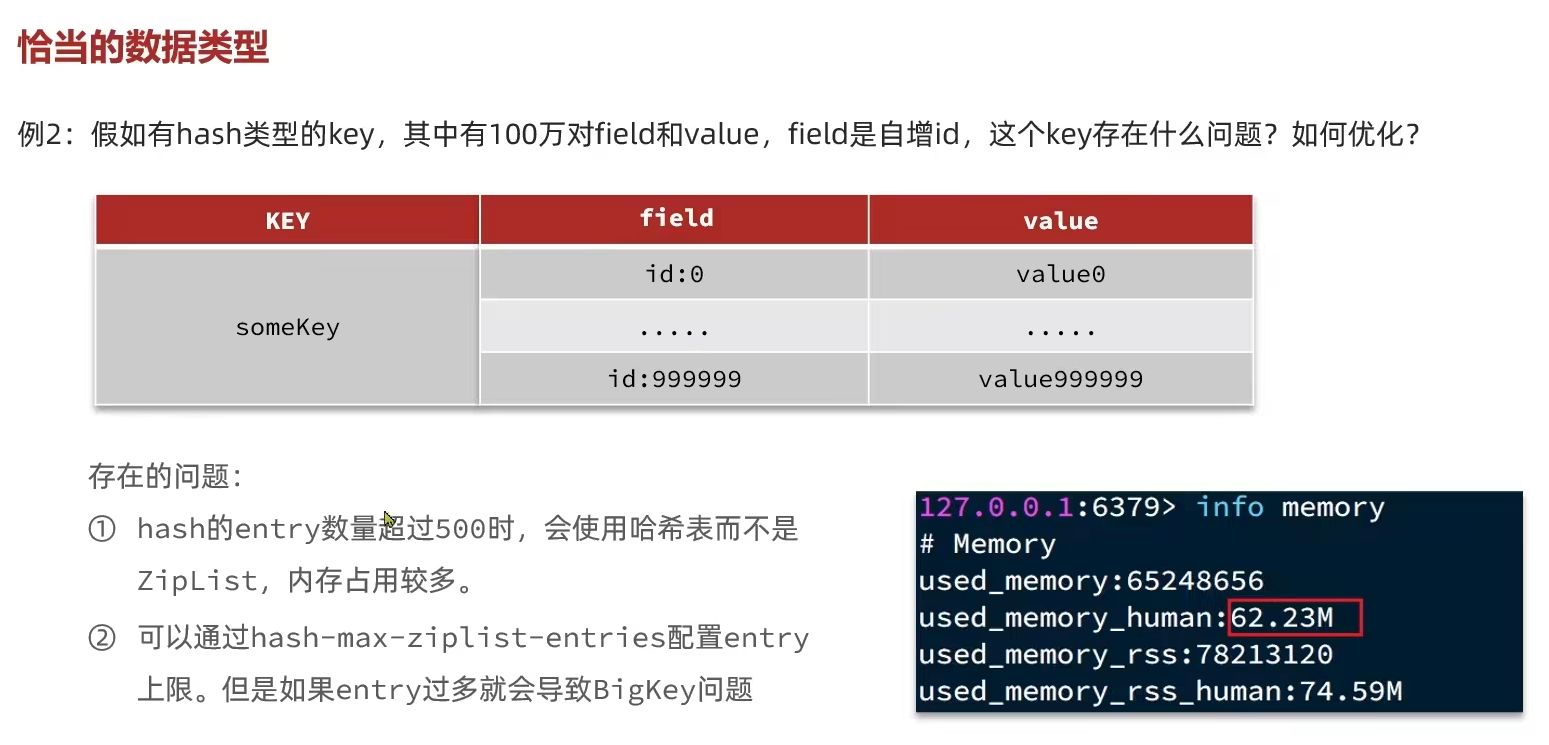 恰当的数据类型
例2：假如有hash类型的key，其中有100万对field和value，field是自增id，这个key存在什么问题？如何优化？
KEY field value
someKey
id:0 value0
..... .....
id:999999 value999999
存在的问题：
① hash的entry数量超过500时，会使用哈希表而不是
ZipList，内存占用较多。
② 可以通过hash-max-ziplist-entries配置entry
上限。但是如果entry过多就会导致BigKey问题
127.0.0.1:6379> info memory
# Memory
used_memory:65248656
used_memory_human:62.23M
used_memory_rss:78213120
used_memory_rss_human:74.59M